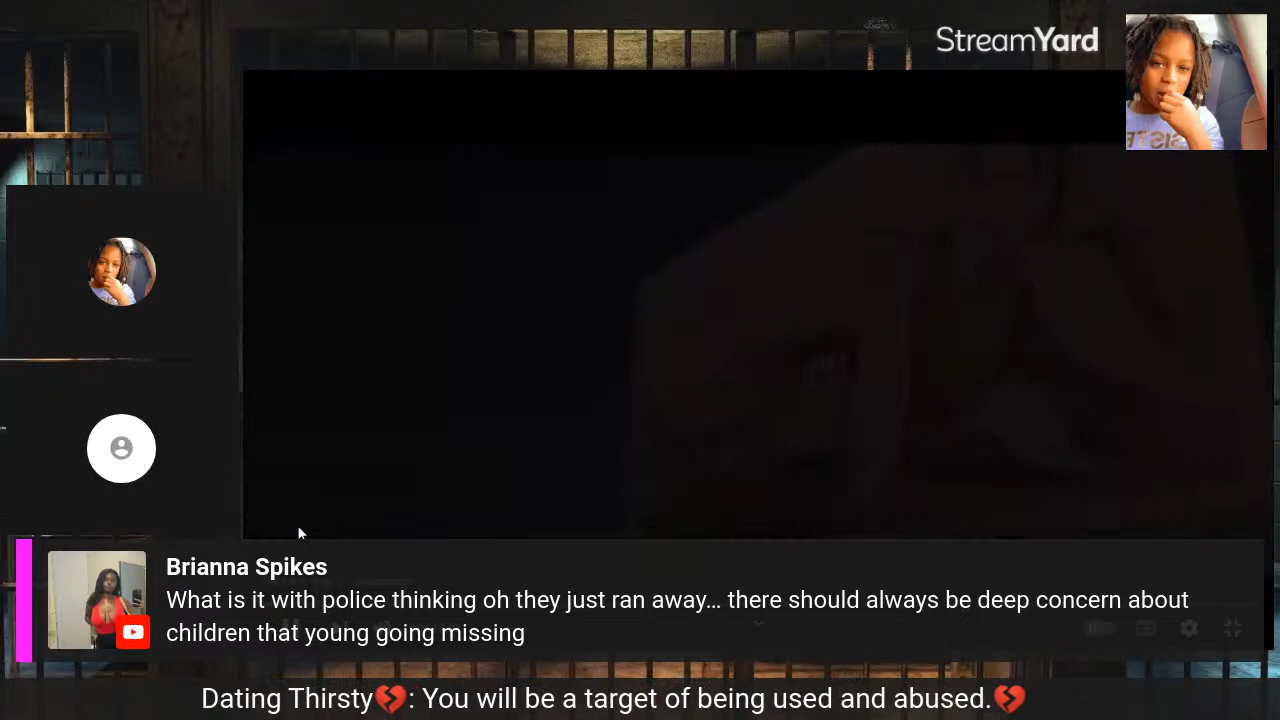 StreamYard
Brianna Spikes
What is it with police thinking oh they just ran away... there should always be deep concern about
children that young going missing
Dating Thirsty💔: You will be a target of being used and abused.💔